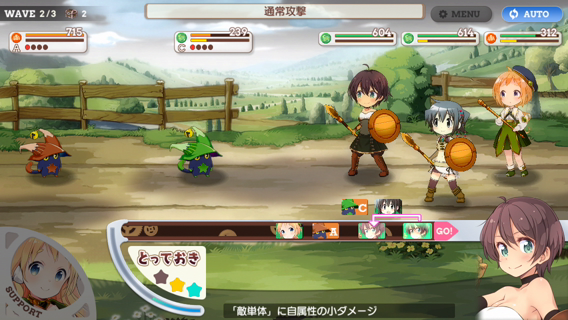 WAVE 2/3 2
通常攻撃
MENU
AUTO
715
A
239
C
604
614
312
C
A
GO!
とっておき
SUPPORT
「敵単体」に自属性の小ダメージ